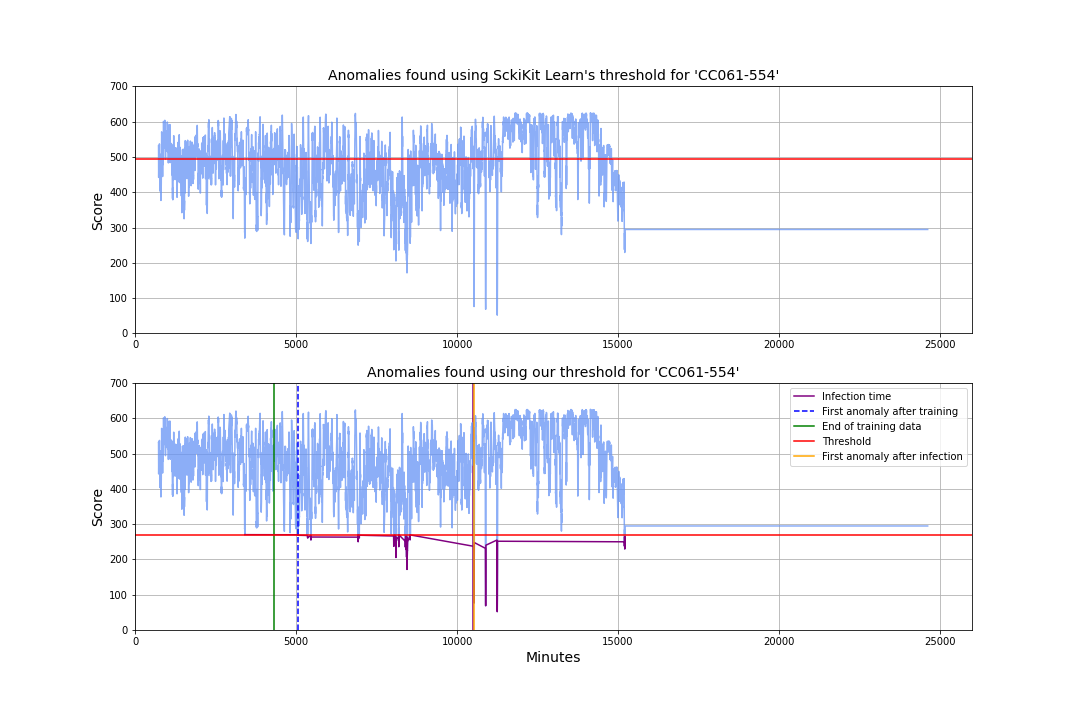 Anomalies found using SckiKit Learn's threshold for 'CC061-554'
700
600
500
400
300
200
100
0
Score
0 5000 10000 15000 20000 25000
Anomalies found using our threshold for 'CC061-554'
700
600
500
400
300
200
100
0
Score
Infection time
First anomaly after training
End of training data
Threshold
First anomaly after infection
0 5000 10000 15000 20000 25000
Minutes